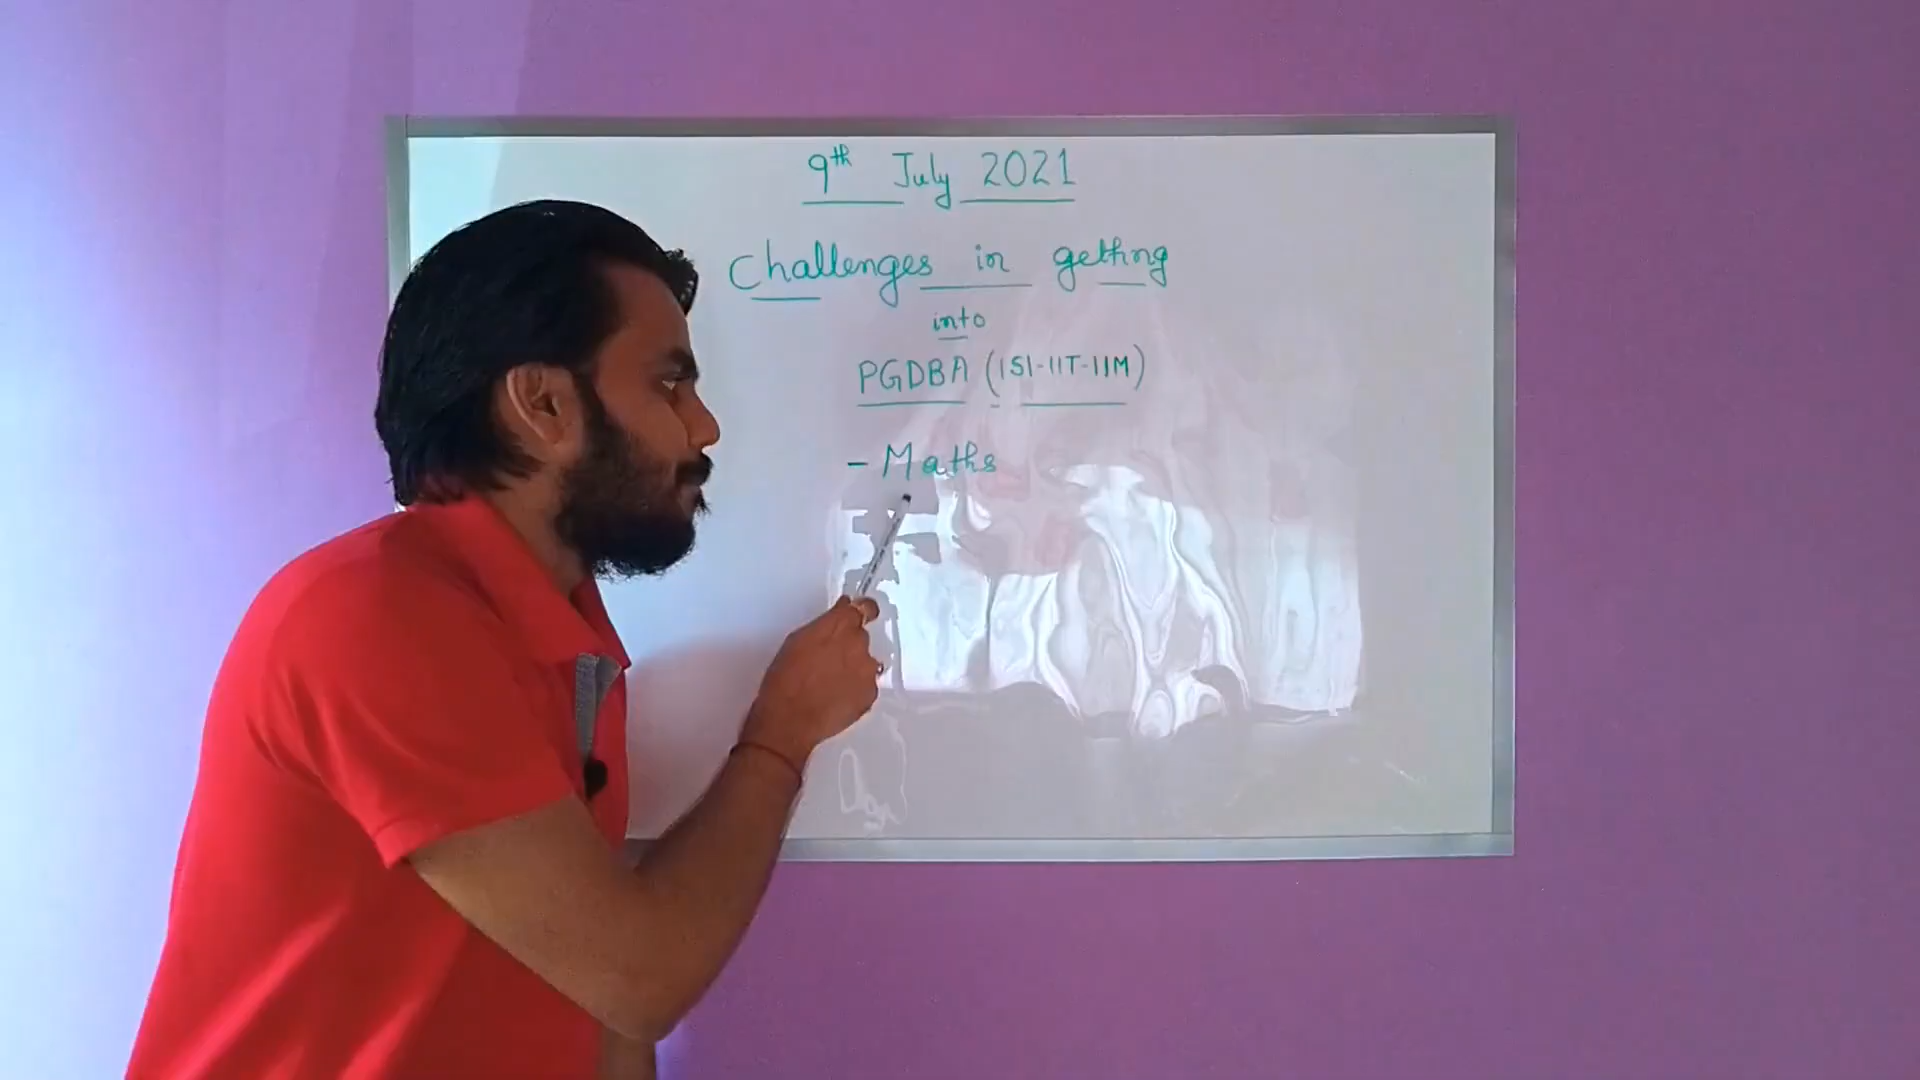 9th July 2021
Challenges in getting
into
PGDBA (ISI-IIT-IIM)
- Maths